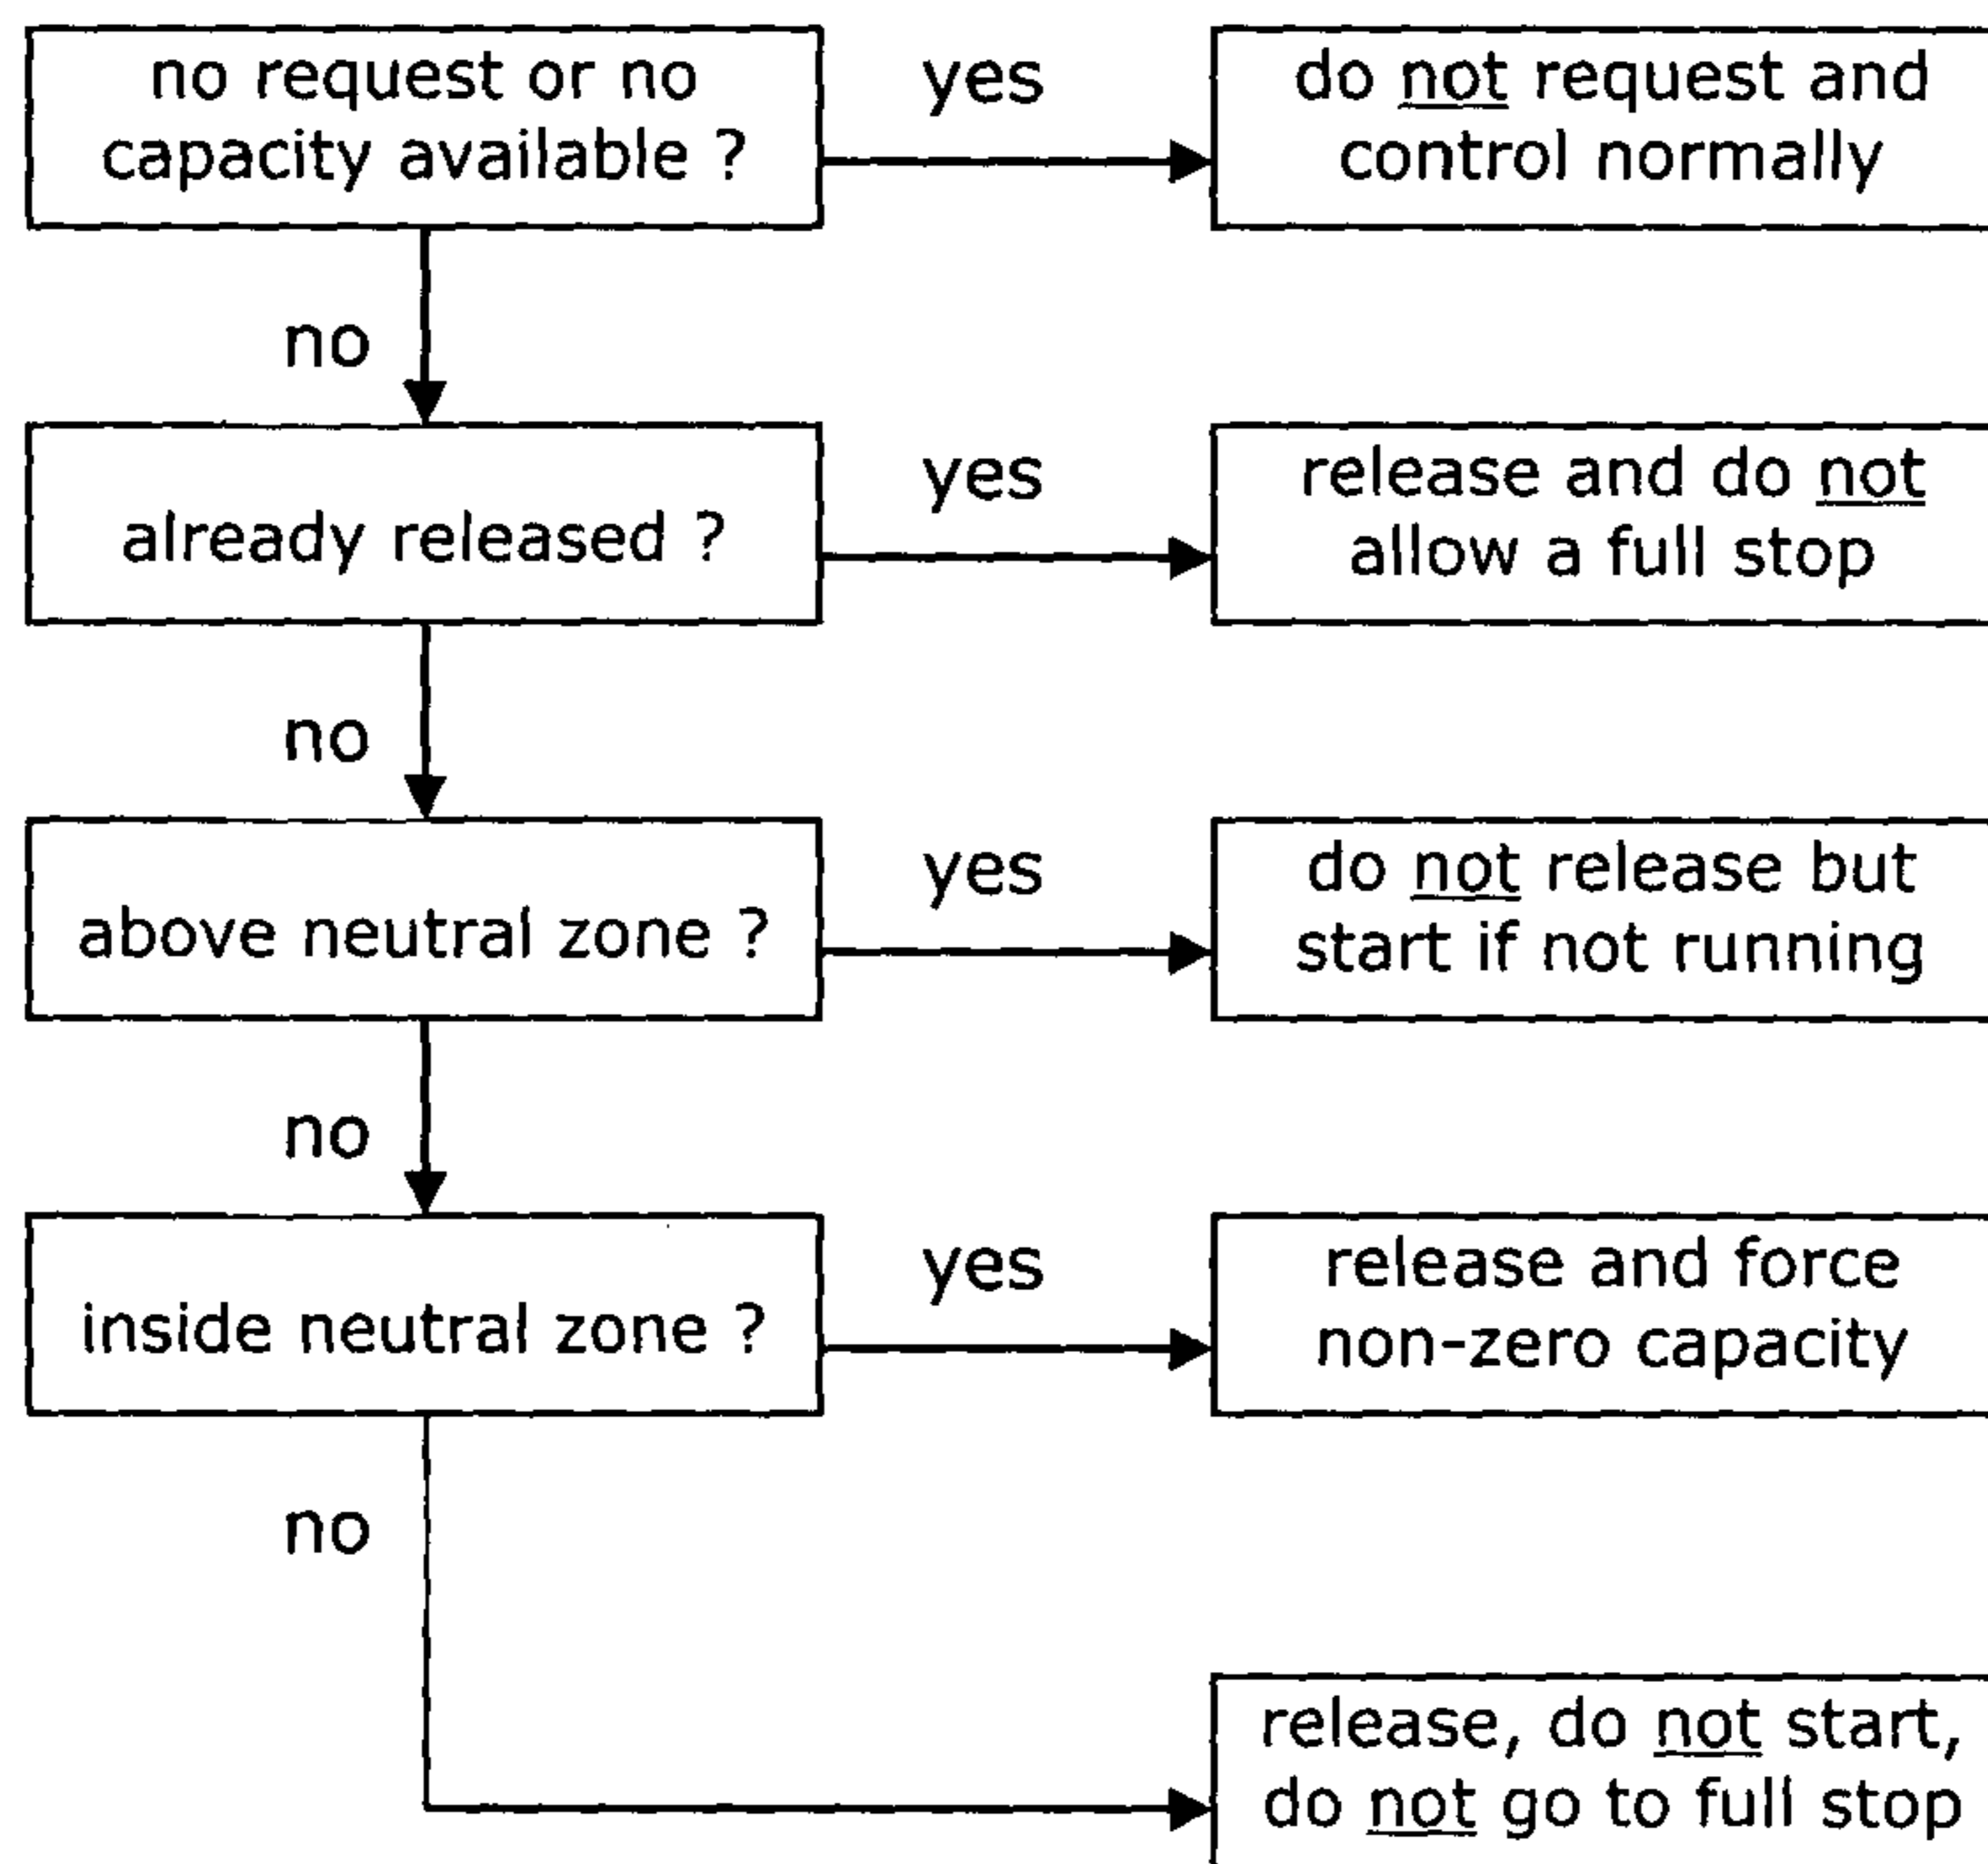 no request or no
capacity available ?
yes
do not request and
control normally
no
already released ?
yes
release and do not
allow a full stop
no
above neutral zone ?
yes
do not release but
start if not running
no
inside neutral zone ?
yes
release and force
non-zero capacity
no
release, do not start,
do not go to full stop